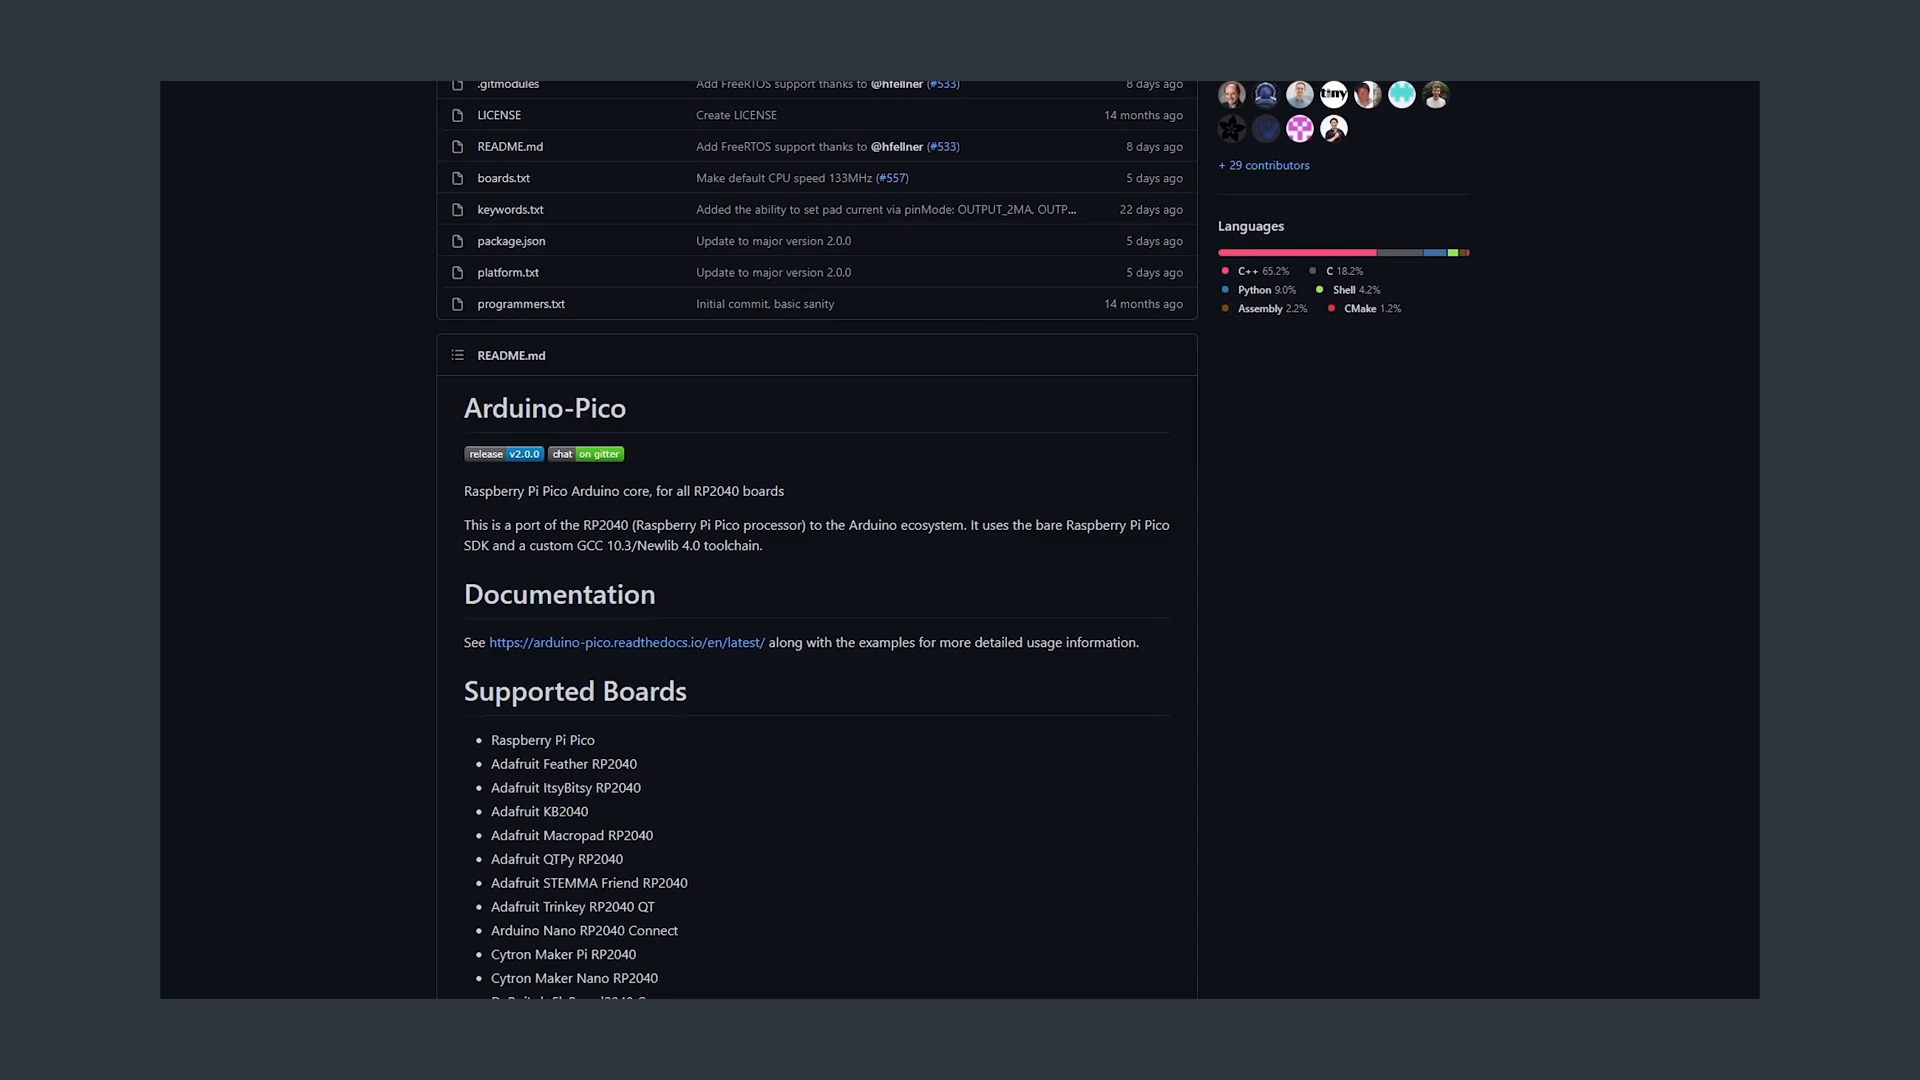 .gitmodules Add FreeRTOS support thanks to @hfellner (#533) 8 days ago
LICENSE Create LICENSE 14 months ago
README.md Add FreeRTOS support thanks to @hfellner (#533) 8 days ago
boards.txt Make default CPU speed 133MHz (#557) 5 days ago
keywords.txt Added the ability to set pad current via pinMode: OUTPUT_2MA, OUTP... 22 days ago
package.json Update to major version 2.0.0 5 days ago
platform.txt Update to major version 2.0.0 5 days ago
programmers.txt Initial commit, basic sanity 14 months ago
README.md
Arduino-Pico
release v2.0.0 chat on gitter
Raspberry Pi Pico Arduino core, for all RP2040 boards
This is a port of the RP2040 (Raspberry Pi Pico processor) to the Arduino ecosystem. It uses the bare Raspberry Pi Pico
SDK and a custom GCC 10.3/Newlib 4.0 toolchain.
Documentation
See https://arduino-pico.readthedocs.io/en/latest/ along with the examples for more detailed usage information.
Supported Boards
• Raspberry Pi Pico
• Adafruit Feather RP2040
• Adafruit ItsyBitsy RP2040
• Adafruit KB2040
• Adafruit Macropad RP2040
• Adafruit QTPy RP2040
• Adafruit STEMMA Friend RP2040
• Adafruit Trinkey RP2040 QT
• Arduino Nano RP2040 Connect
• Cytron Maker Pi RP2040
• Cytron Maker Nano RP2040
tiny
+ 29 contributors
Languages
C++ 65.2% C 18.2%
Python 9.0% Shell 4.2%
Assembly 2.2% CMake 1.2%